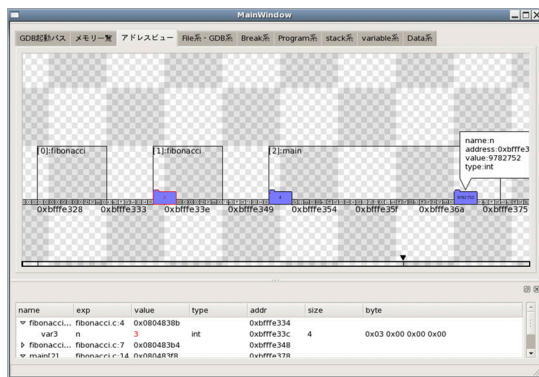 MainWindow
GDB起動パス メモリ一覧 アドレスビュー File系・GDB系 Break系 Program系 stack系 variable系 Data系
name:n
address:0xbfffe3
value:9782752
type:int
[0]:fibonacci [1]:fibonacci [2]:main
0xbfffe328 0xbfffe333 0xbfffe33e 0xbfffe349 0xbfffe354 0xbfffe35f 0xbfffe36a 0xbfffe375
name exp value type addr size byte
fibonacci... fibonacci.c:4 0x0804838b 0xbfffe334
var3 n 3 int 0xbfffe33c 4 0x03 0x00 0x00 0x00
fibonacci... fibonacci.c:7 0x080483b4 0xbfffe348
main[2] fibonacci.c:14 0x080483f8 0xbfffe378